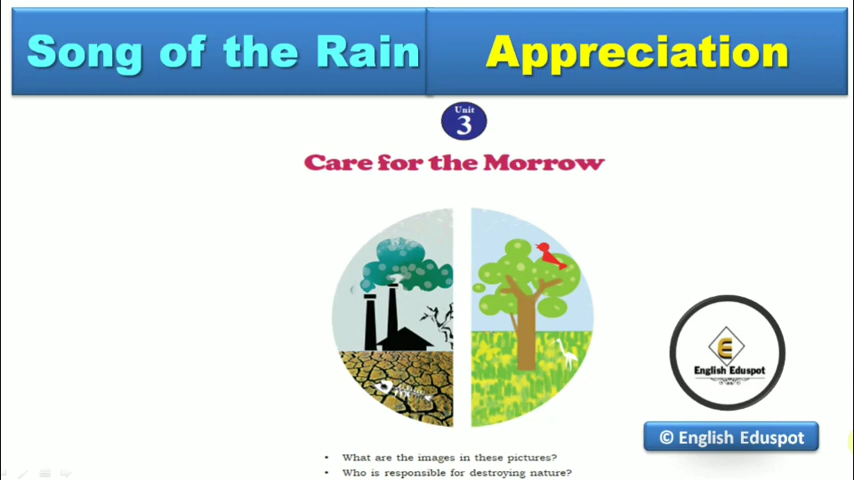 Song of the Rain
Appreciation
Unit
3
Care for the Morrow
English Eduspot
© English Eduspot
• What are the images in these pictures?
• Who is responsible for destroying nature?